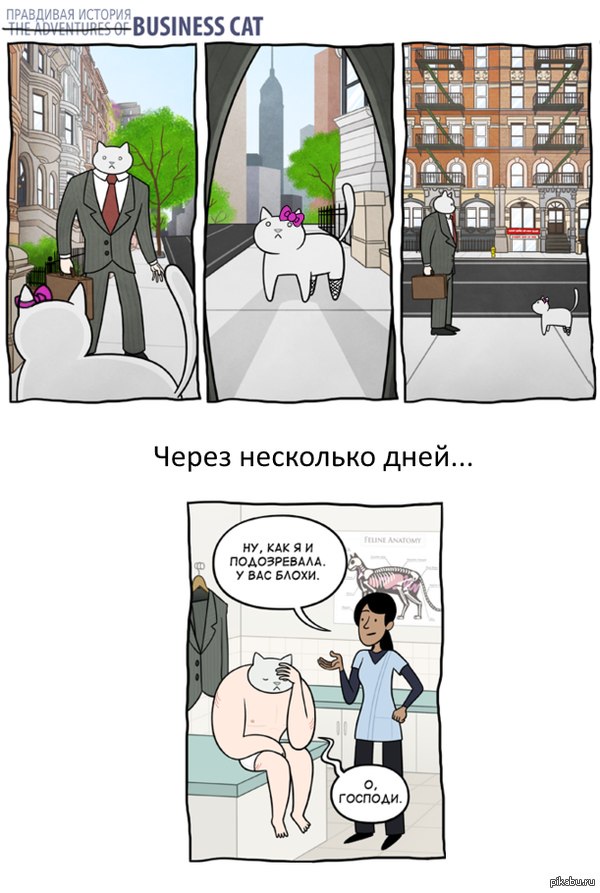 ПРАВДИВАЯ ИСТОРИЯ
THE ADVENTURES OF BUSINESS CAT
Через несколько дней...
НУ, КАК Я И
ПОДОЗРЕВАЛА.
У ВАС БЛОХИ.
FELINE ANATOMY
О,
ГОСПОДИ.
pikabu.ru